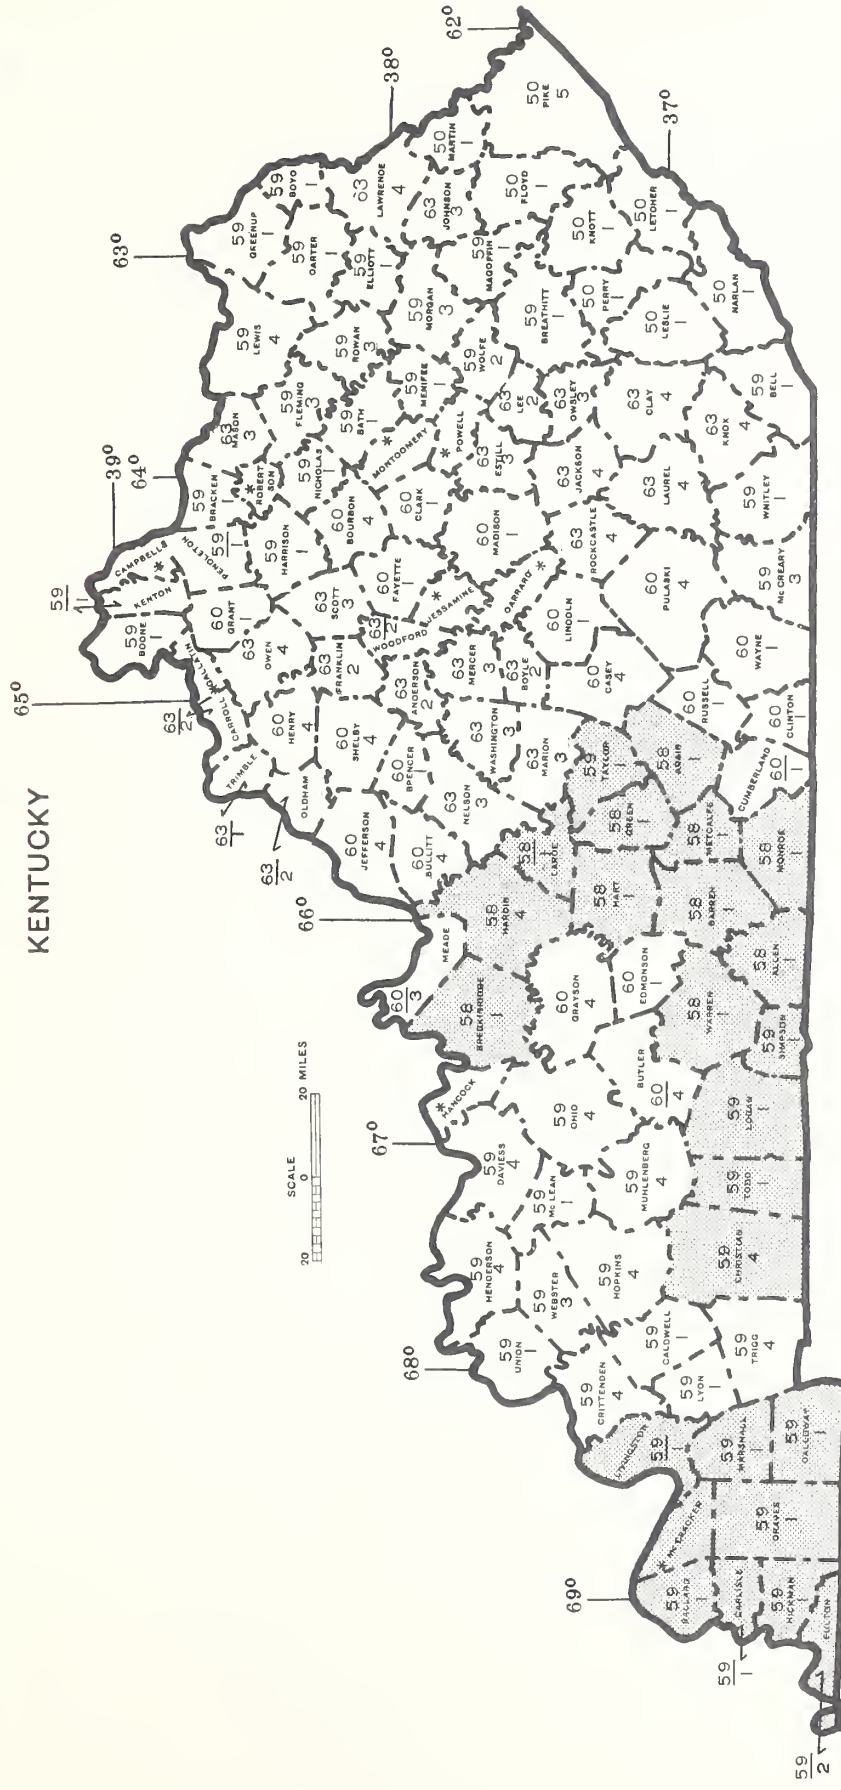 KENTUCKY
SCALE
20 0 20 MILES
62°
63°
64°
65°
66°
67°
68°
69°
39°
38°
37°
59
1
59
BOONE
1
KENTON
CAMPBELL
*
PENDLETON
59
1
59
BRACKEN
1
*
ROBERT
SON
63
MASON
3
59
LEWIS
4
59
GREENUP
1
59
BOYD
1
59
CARTER
1
59
ELLIOTT
1
63
LAWRENCE
4
50
MARTIN
1
50
PIKE
5
63
JOHNSON
3
50
FLOYD
1
59
MAGOFFIN
1
59
MORGAN
3
59
ROWAN
3
59
FLEMING
3
59
BATH
1
59
MENIFEE
1
59
NICHOLAS
1
59
HARRISON
1
60
GRANT
1
GALLATIN
*
63
2
CARROLL
63
OWEN
4
TRIMBLE
63
1
60
HENRY
4
OLDHAM
63
2
63
SCOTT
3
60
BOURBON
4
*
MONTGOMERY
60
CLARK
1
*
POWELL
59
WOLFE
2
59
BREATHITT
1
50
KNOTT
1
50
LETCHER
1
50
PERRY
1
50
LESLIE
1
50
HARLAN
1
63
LEE
2
63
OWSLEY
3
63
ESTILL
3
63
JACKSON
4
63
CLAY
4
59
BELL
1
63
KNOX
4
63
LAUREL
4
59
WHITLEY
1
63
ROCKCASTLE
4
60
MADISON
1
60
FAYETTE
1
*
JESSAMINE
63
2
WOODFORD
63
FRANKLIN
2
60
SHELBY
4
63
ANDERSON
2
60
JEFFERSON
4
60
SPENCER
1
60
BULLITT
4
63
NELSON
3
63
WASHINGTON
3
63
MERCER
3
63
BOYLE
2
GARRARD
*
60
LINCOLN
1
60
PULASKI
4
59
McCREARY
3
60
WAYNE
1
60
CASEY
4
60
RUSSELL
1
60
CLINTON
1
CUMBERLAND
60
1
63
MARION
3
59
TAYLOR
1
58
ADAIR
1
58
GREEN
1
58
METCALFE
1
58
MONROE
1
58
LARUE
1
58
HARDIN
4
58
HART
1
58
BARREN
1
58
ALLEN
1
MEADE
60
3
58
BRECKINRIDGE
1
60
GRAYSON
4
60
EDMONSON
1
58
WARREN
1
59
SIMPSON
1
*
HANCOCK
59
OHIO
4
BUTLER
60
4
59
LOGAN
1
59
DAVIESS
4
59
McLEAN
1
59
MUHLENBERG
4
59
TODD
1
59
HENDERSON
4
59
WEBSTER
3
59
HOPKINS
4
59
CHRISTIAN
4
59
UNION
1
59
CRITTENDEN
4
59
CALDWELL
1
59
LYON
1
59
TRIGG
4
LIVINGSTON
59
1
59
MARSHALL
1
59
CALLOWAY
1
*
McCRACKEN
59
GRAVES
1
59
BALLARD
1
CARLISLE
59
1
59
HICKMAN
1
FULTON
59
2